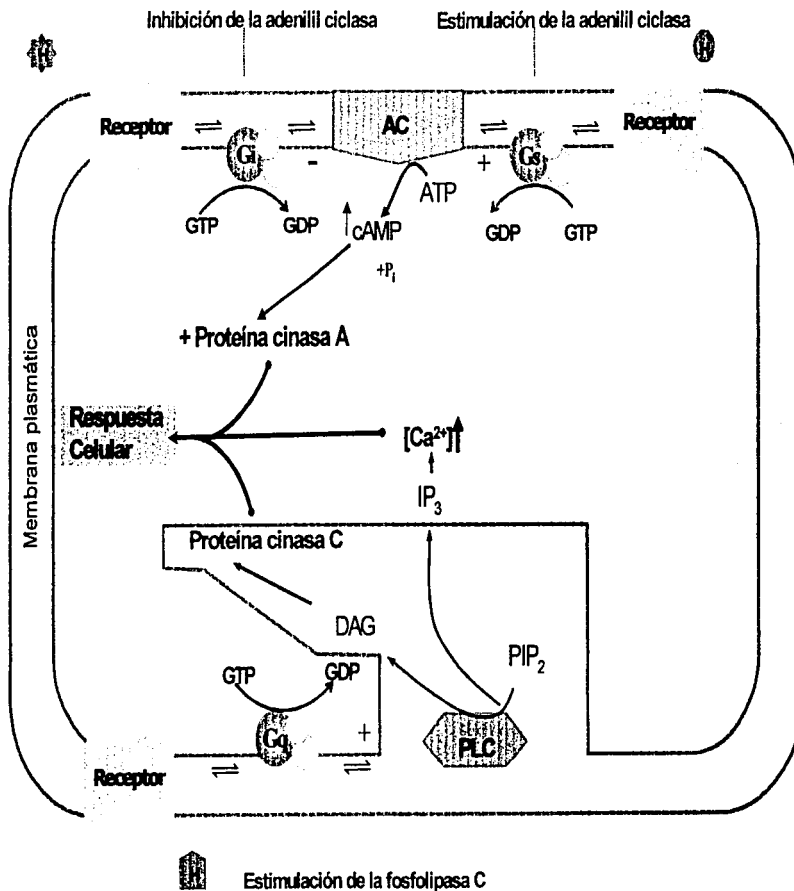 Inhibición de la adenilil ciclasa
Estimulación de la adenilil ciclasa
H
H
Receptor
AC
Receptor
Gi
-
+
Gs
ATP
GTP
GDP
cAMP
GDP
GTP
+Pi
+ Proteína cinasa A
Membrana plasmática
Respuesta
Celular
[Ca²⁺]
IP₃
Proteína cinasa C
DAG
PIP₂
GTP
GDP
Gq
+
PLC
Receptor
H
Estimulación de la fosfolipasa C